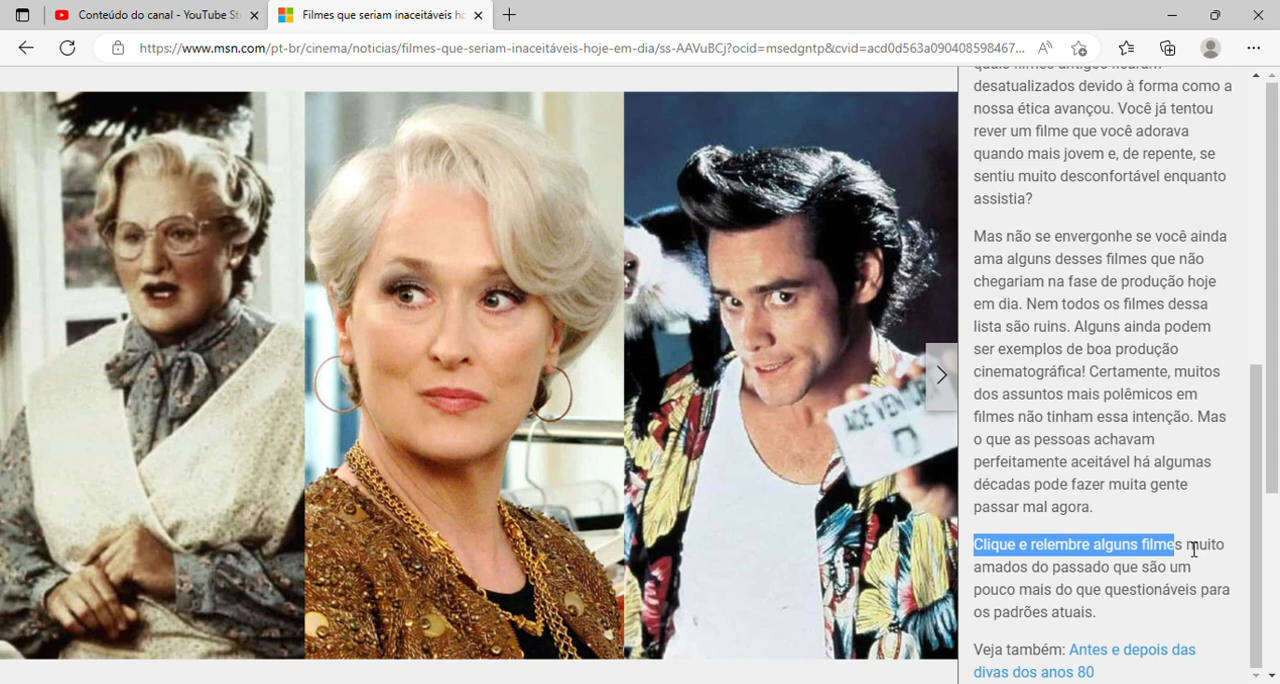 Conteúdo do canal - YouTube St
Filmes que seriam inaceitáveis ho
https://www.msn.com/pt-br/cinema/noticias/filmes-que-seriam-inaceitáveis-hoje-em-dia/ss-AAVuBCj?ocid=msedgntp&cvid=acd0d563a090408598467...
ACE VENTURA
quais filmes antigos ficaram
desatualizados devido à forma como a
nossa ética avançou. Você já tentou
rever um filme que você adorava
quando mais jovem e, de repente, se
sentiu muito desconfortável enquanto
assistia?
Mas não se envergonhe se você ainda
ama alguns desses filmes que não
chegariam na fase de produção hoje
em dia. Nem todos os filmes dessa
lista são ruins. Alguns ainda podem
ser exemplos de boa produção
cinematográfica! Certamente, muitos
dos assuntos mais polêmicos em
filmes não tinham essa intenção. Mas
o que as pessoas achavam
perfeitamente aceitável há algumas
décadas pode fazer muita gente
passar mal agora.
Clique e relembre alguns filmes muito
amados do passado que são um
pouco mais do que questionáveis para
os padrões atuais.
Veja também: Antes e depois das
divas dos anos 80